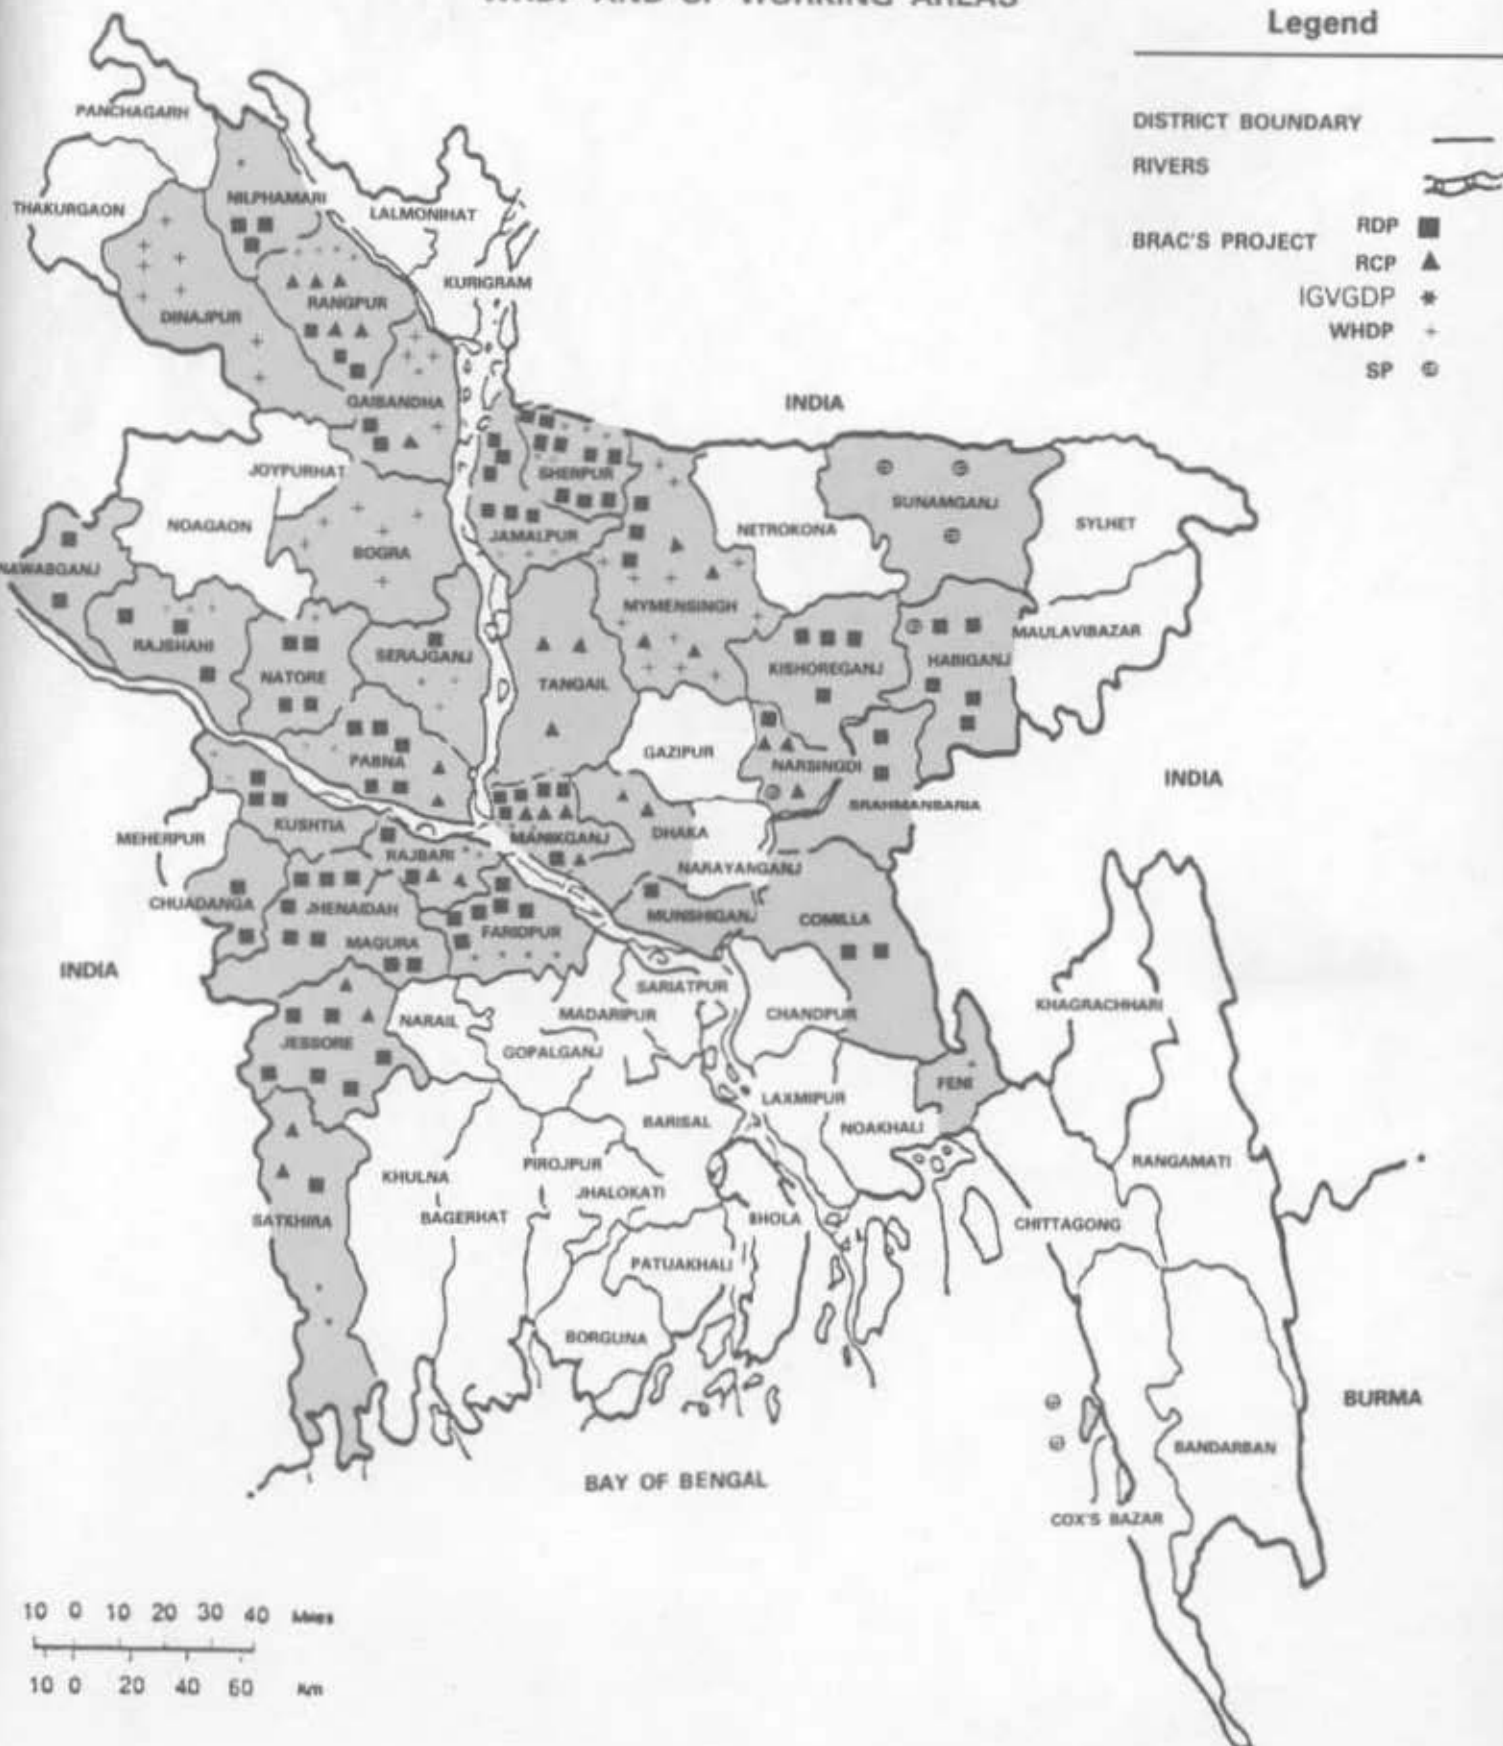 WHDP AND SP WORKING AREAS
Legend
DISTRICT BOUNDARY
RIVERS
BRAC'S PROJECT
RDP
RCP
IGVGDP
WHDP
SP
PANCHAGARH
THAKURGAON
NILPHAMARI
LALMONIHAT
KURIGRAM
RANGPUR
DINAJPUR
GAIBANDHA
INDIA
JOYPURHAT
SHERPUR
SUNAMGANJ
NOAGAON
BOGRA
JAMALPUR
NETROKONA
SYLHET
NAWABGANJ
MYMENSINGH
RAJSHAHI
NATORE
SERAJGANJ
TANGAIL
KISHOREGANJ
HABIGANJ
MAULAVIBAZAR
GAZIPUR
PABNA
NARSINGDI
INDIA
BRAHMANBARIA
MEHERPUR
KUSHTIA
MANIKGANJ
DHAKA
RAJBARI
NARAYANGANJ
CHUADANGA
JHENAIDAH
MAGURA
FARIDPUR
MUNSHIGANJ
COMILLA
INDIA
SARIATPUR
KHAGRACHHARI
NARAIL
MADARIPUR
CHANDPUR
JESSORE
GOPALGANJ
FENI
LAXMIPUR
BARISAL
NOAKHALI
KHULNA
PIROJPUR
RANGAMATI
JHALOKATI
SATKHIRA
BAGERHAT
BHOLA
CHITTAGONG
PATUAKHALI
BORGUNA
BURMA
BANDARBAN
BAY OF BENGAL
COX'S BAZAR
10 0 10 20 30 40 Miles
10 0 20 40 60 Km